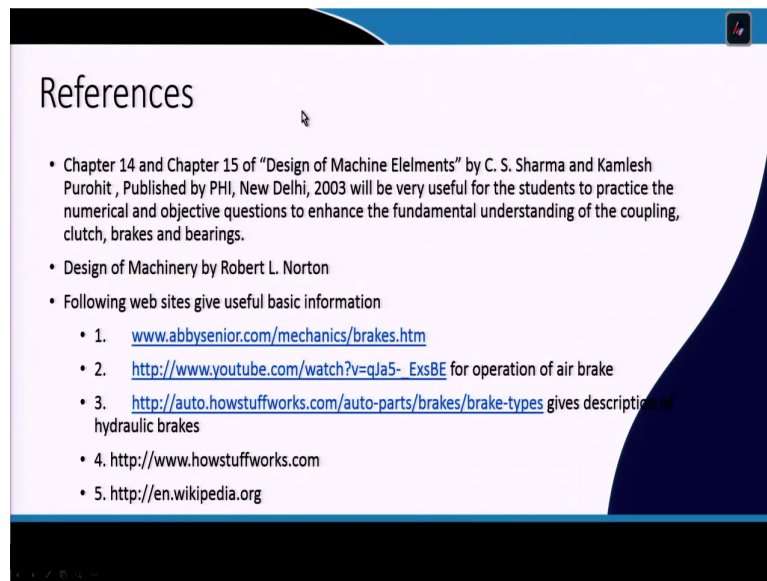 References
• Chapter 14 and Chapter 15 of “Design of Machine Elelments” by C. S. Sharma and Kamlesh
Purohit , Published by PHI, New Delhi, 2003 will be very useful for the students to practice the
numerical and objective questions to enhance the fundamental understanding of the coupling,
clutch, brakes and bearings.
• Design of Machinery by Robert L. Norton
• Following web sites give useful basic information
• 1. www.abbysenior.com/mechanics/brakes.htm
• 2. http://www.youtube.com/watch?v=qJa5-_ExsBE for operation of air brake
• 3. http://auto.howstuffworks.com/auto-parts/brakes/brake-types gives description of
hydraulic brakes
• 4. http://www.howstuffworks.com
• 5. http://en.wikipedia.org